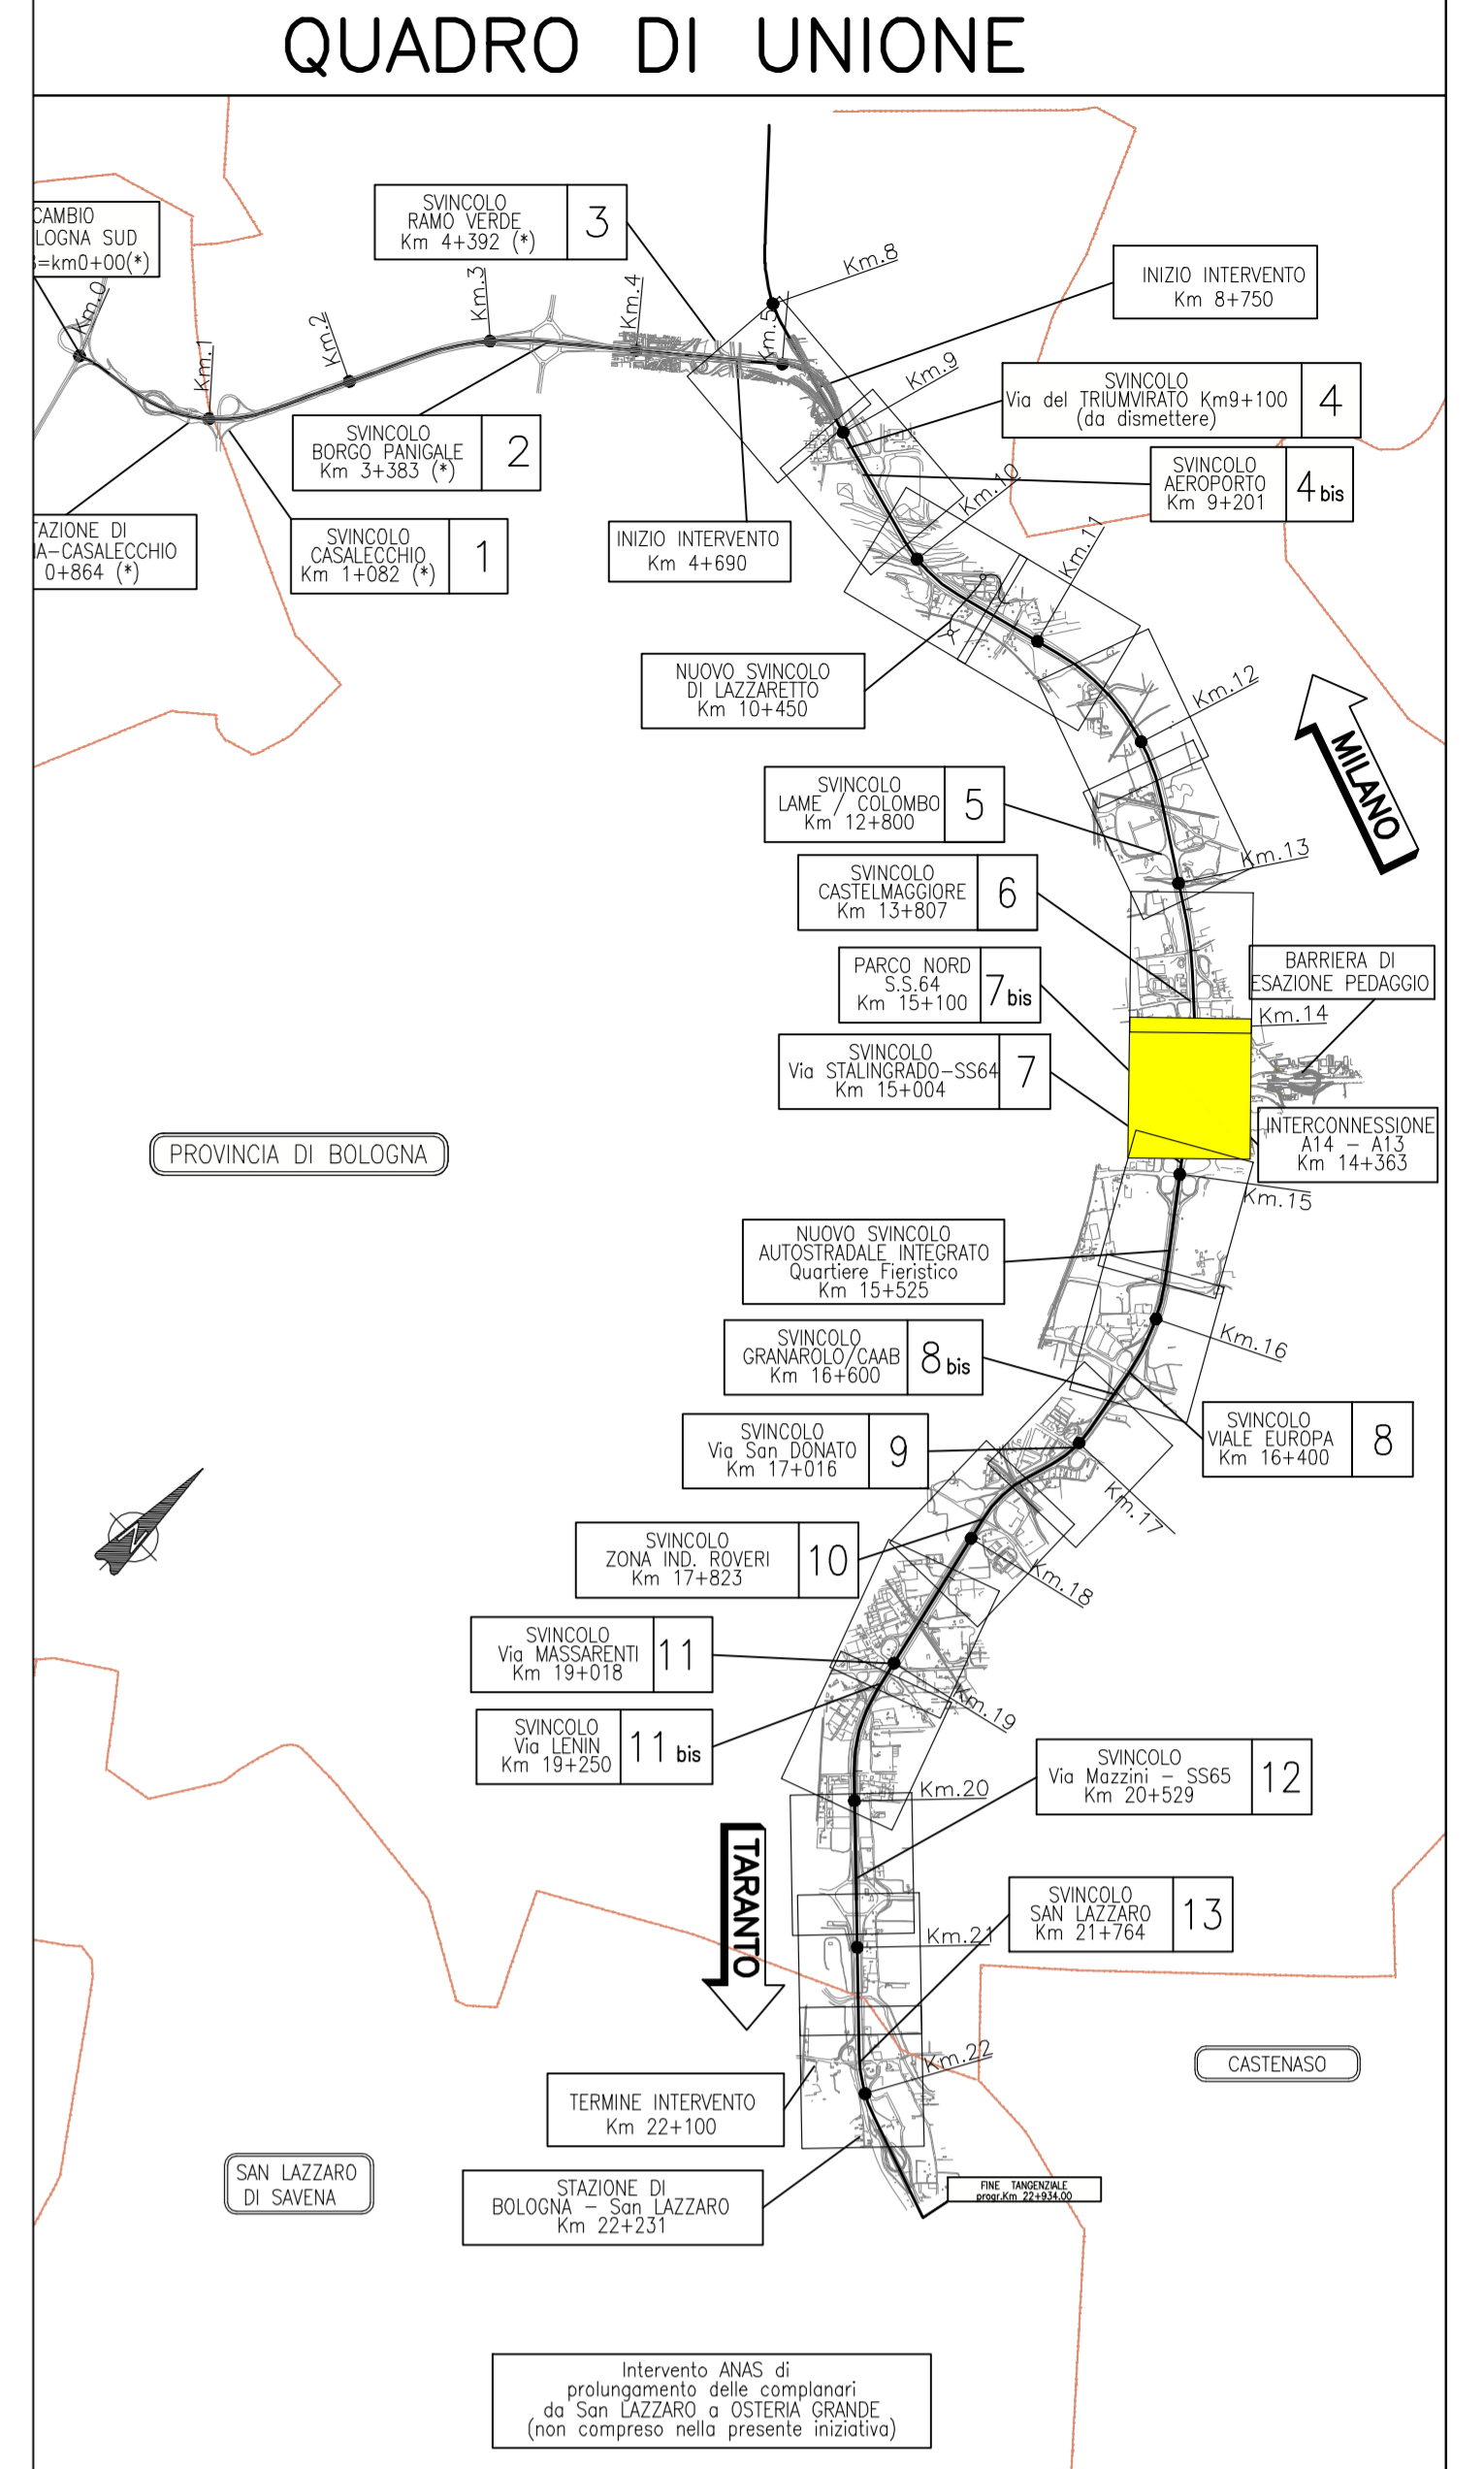 QUADRO DI UNIONE
SVINCOLO
RAMO VERDE
Km 4+392 (*)
3
CAMBIO
LOGNA SUD
=km0+00(*)
Km.0
Km.1
Km.2
Km.3
Km.4
Km.5
Km.8
INIZIO INTERVENTO
Km 8+750
Km.9
SVINCOLO
Via del TRIUMVIRATO Km9+100
(da dismettere)
4
SVINCOLO
BORGO PANIGALE
Km 3+383 (*)
2
SVINCOLO
AEROPORTO
Km 9+201
4 bis
Km.10
TAZIONE DI
A-CASALECCHIO
0+864 (*)
SVINCOLO
CASALECCHIO
Km 1+082 (*)
1
INIZIO INTERVENTO
Km 4+690
Km.11
NUOVO SVINCOLO
DI LAZZARETTO
Km 10+450
Km.12
MILANO
SVINCOLO
LAME / COLOMBO
Km 12+800
5
Km.13
SVINCOLO
CASTELMAGGIORE
Km 13+807
6
PARCO NORD
S.S.64
Km 15+100
7 bis
BARRIERA DI
ESAZIONE PEDAGGIO
Km.14
SVINCOLO
Via STALINGRADO-SS64
Km 15+004
7
INTERCONNESSIONE
A14 - A13
Km 14+363
PROVINCIA DI BOLOGNA
Km.15
NUOVO SVINCOLO
AUTOSTRADALE INTEGRATO
Quartiere Fieristico
Km 15+525
Km.16
SVINCOLO
GRANAROLO/CAAB
Km 16+600
8 bis
SVINCOLO
VIALE EUROPA
Km 16+400
8
SVINCOLO
Via San DONATO
Km 17+016
9
Km.17
N
SVINCOLO
ZONA IND. ROVERI
Km 17+823
10
Km.18
SVINCOLO
Via MASSARENTI
Km 19+018
11
Km.19
SVINCOLO
Via LENIN
Km 19+250
11 bis
SVINCOLO
Via Mazzini - SS65
Km 20+529
12
Km.20
TARANTO
SVINCOLO
SAN LAZZARO
Km 21+764
13
Km.21
Km.22
CASTENASO
TERMINE INTERVENTO
Km 22+100
SAN LAZZARO
DI SAVENA
STAZIONE DI
BOLOGNA - San LAZZARO
Km 22+231
FINE TANGENZIALE
progr.Km 22+934.00
Intervento ANAS di
prolungamento delle complanari
da San LAZZARO a OSTERIA GRANDE
(non compreso nella presente iniziativa)